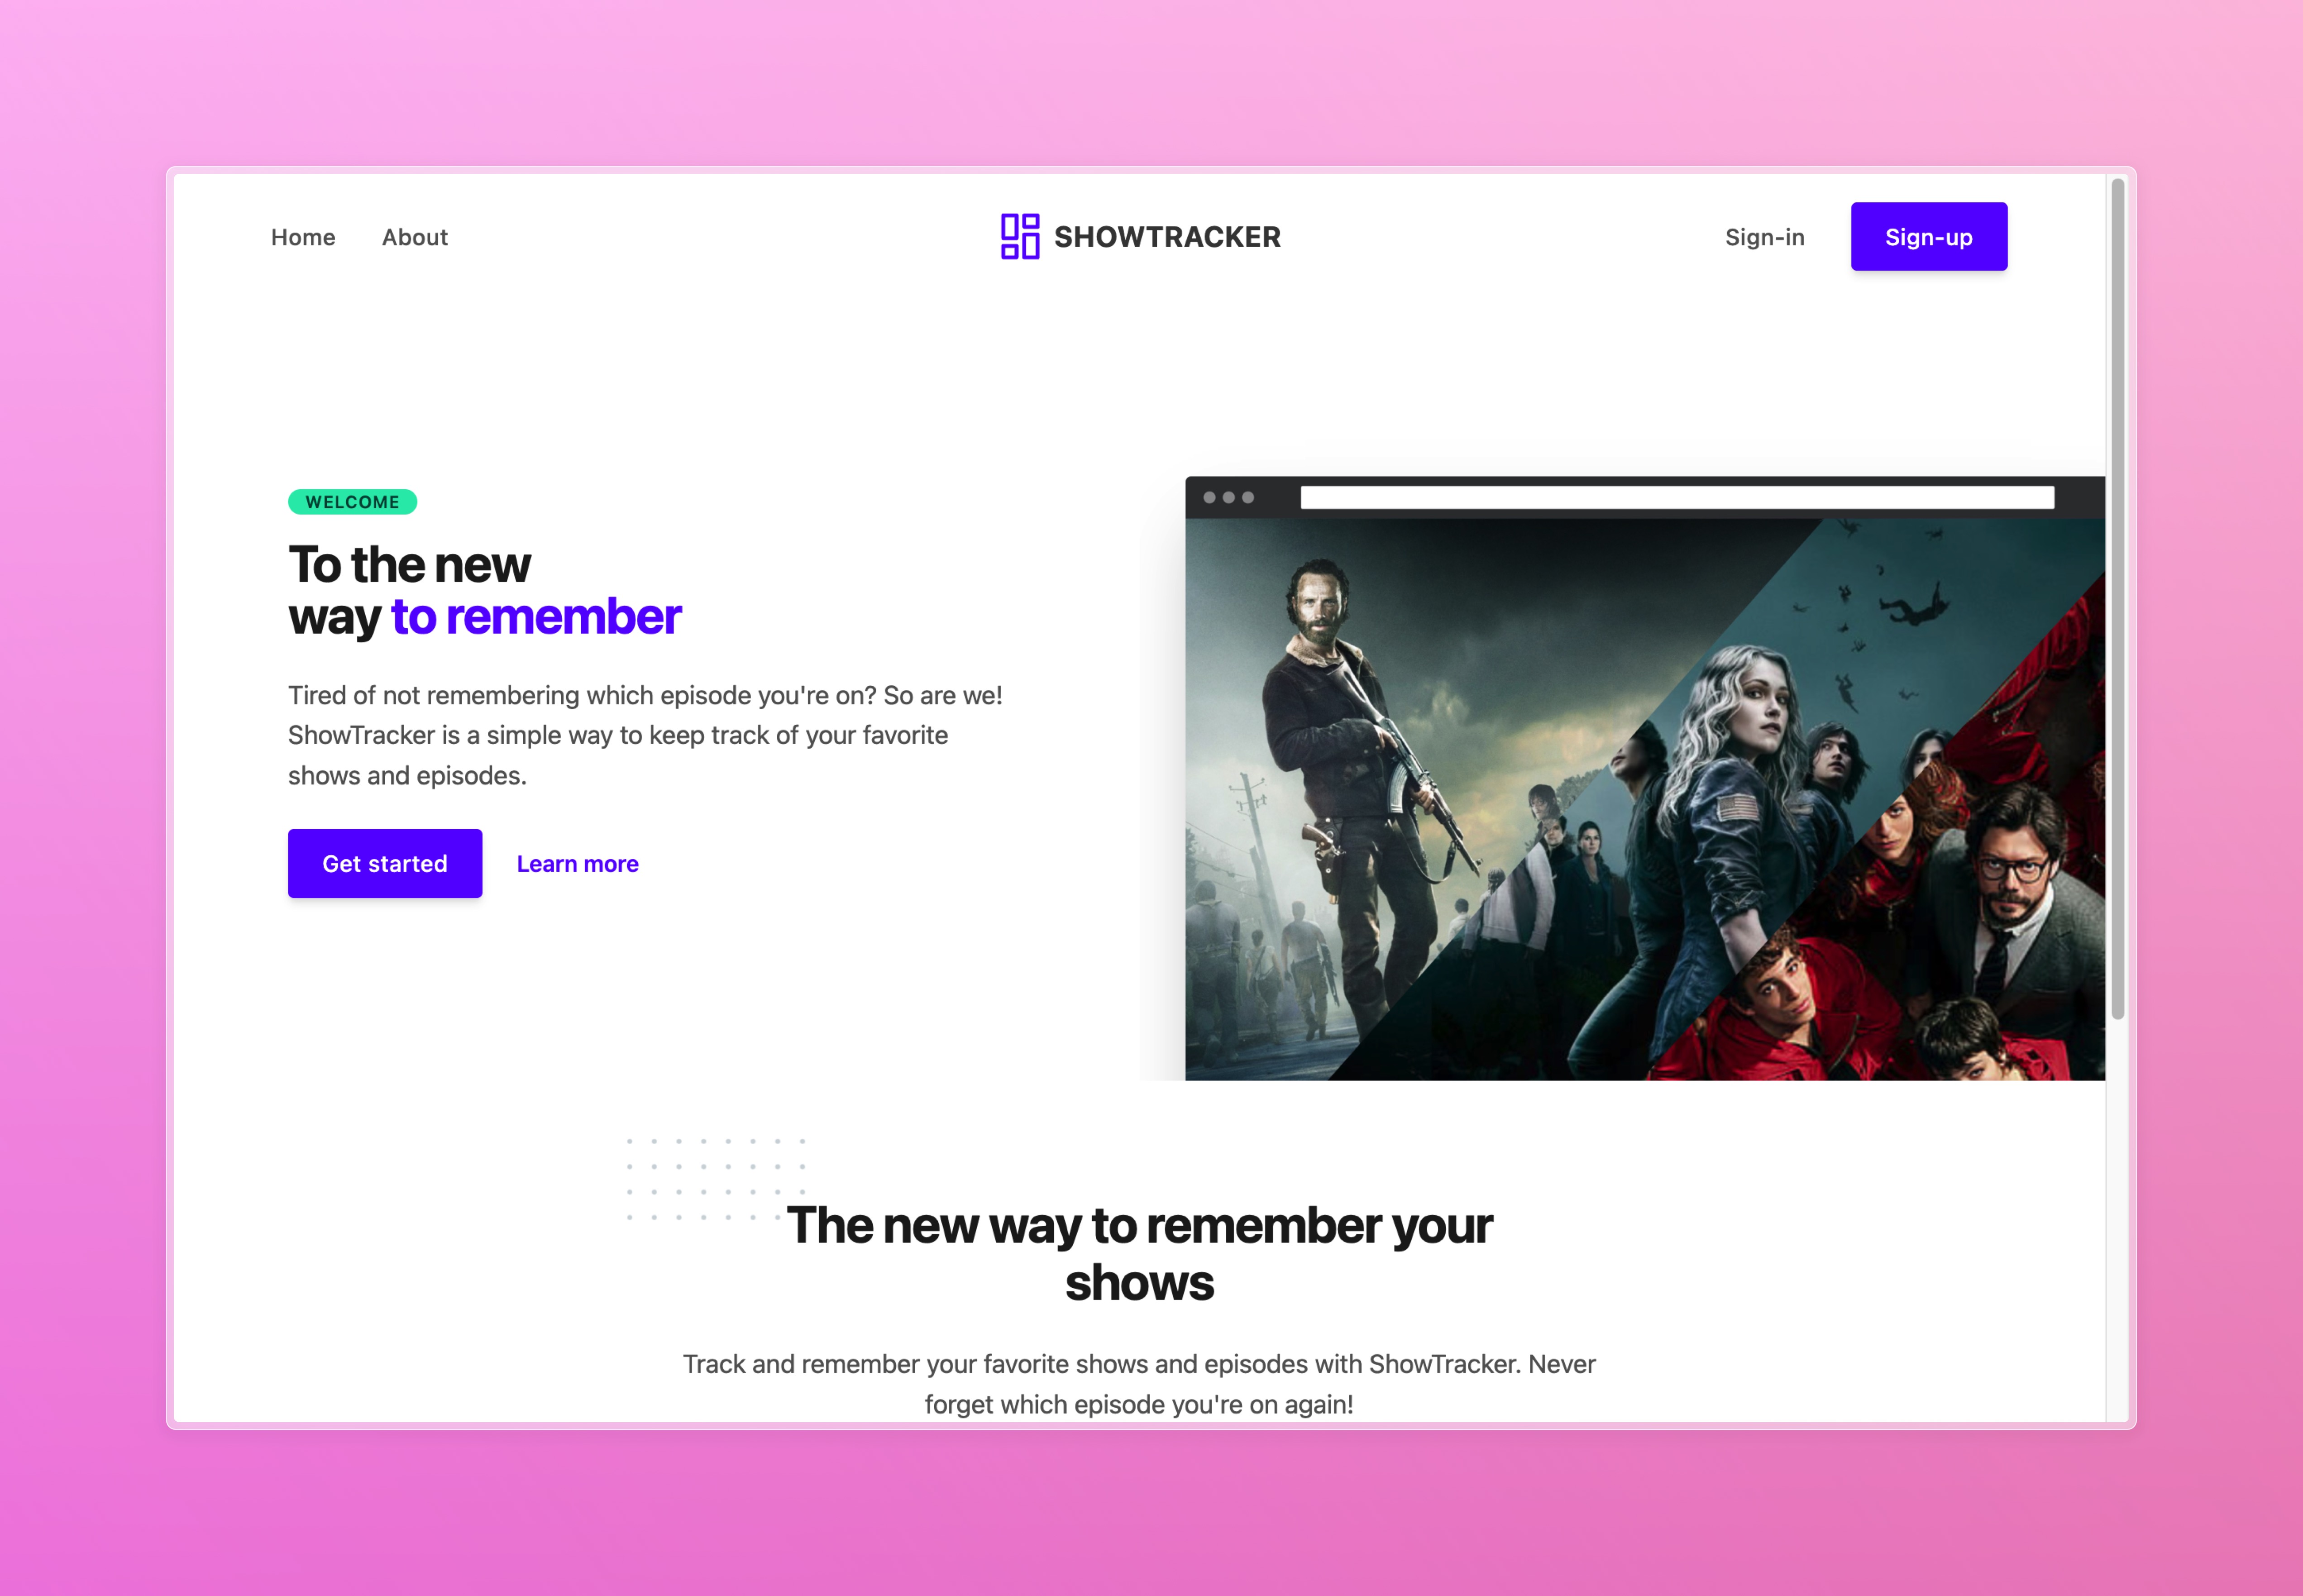 Home About SHOWTRACKER Sign-in Sign-up
WELCOME
To the new
way to remember
Tired of not remembering which episode you're on? So are we!
ShowTracker is a simple way to keep track of your favorite
shows and episodes.
Get started Learn more
The new way to remember your
shows
Track and remember your favorite shows and episodes with ShowTracker. Never
forget which episode you're on again!